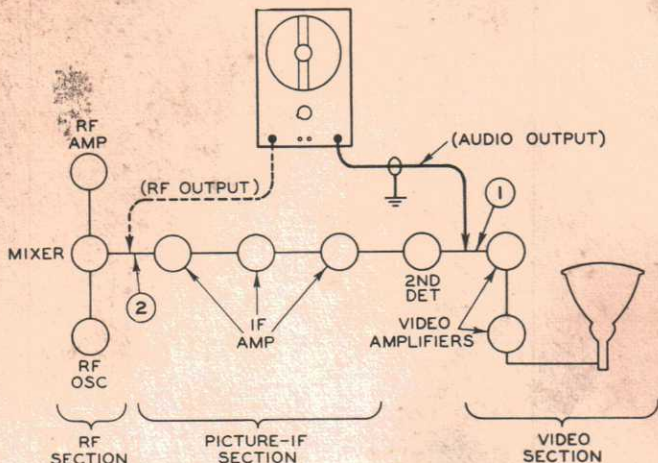 RF
AMP
(RF OUTPUT)
(AUDIO OUTPUT)
1
MIXER
2
IF
AMP
2ND
DET
VIDEO
AMPLIFIERS
RF
OSC
RF
SECTION
PICTURE-IF
SECTION
VIDEO
SECTION